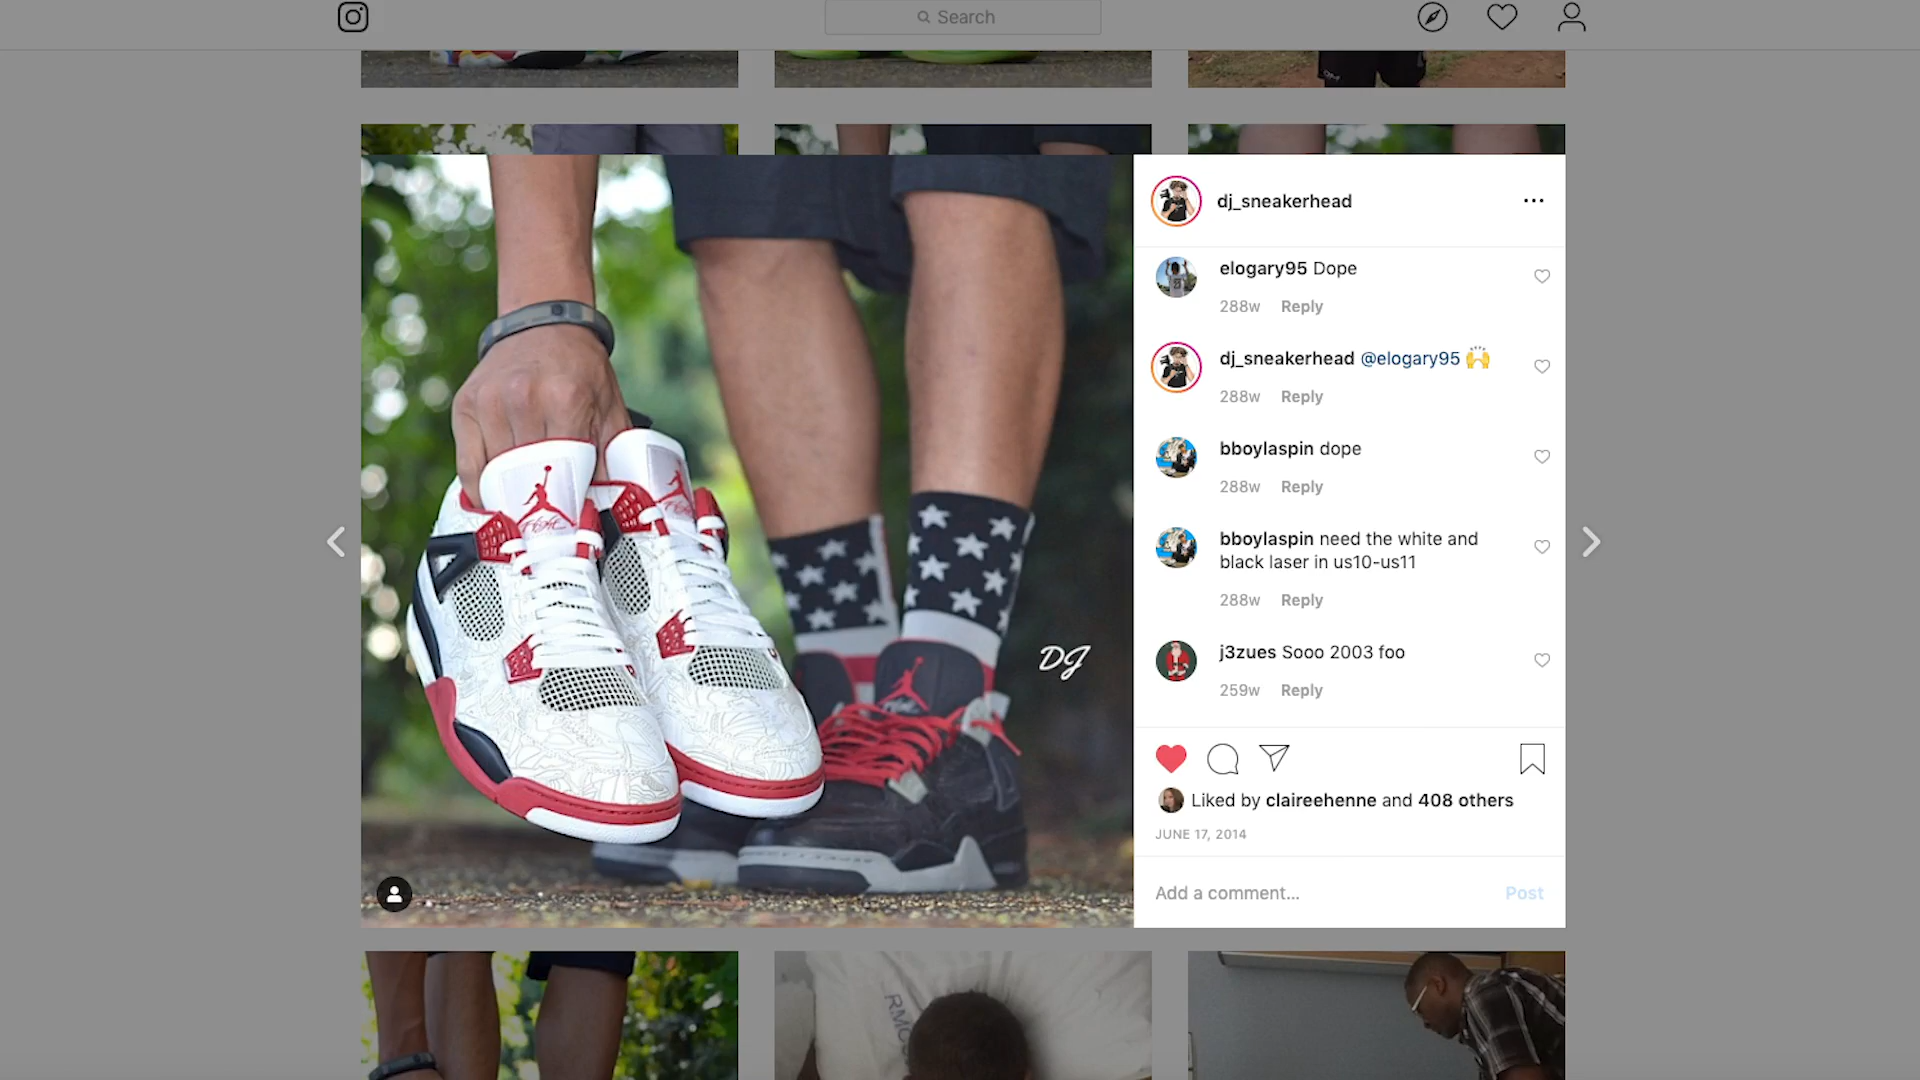 Search
dj_sneakerhead
elogary95 Dope
288w Reply
dj_sneakerhead @elogary95 🙌
288w Reply
bboylaspin dope
288w Reply
bboylaspin need the white and
black laser in us10-us11
288w Reply
j3zues Sooo 2003 foo
259w Reply
Liked by claireehenne and 408 others
JUNE 17, 2014
Add a comment...
Post
DJ
Flight